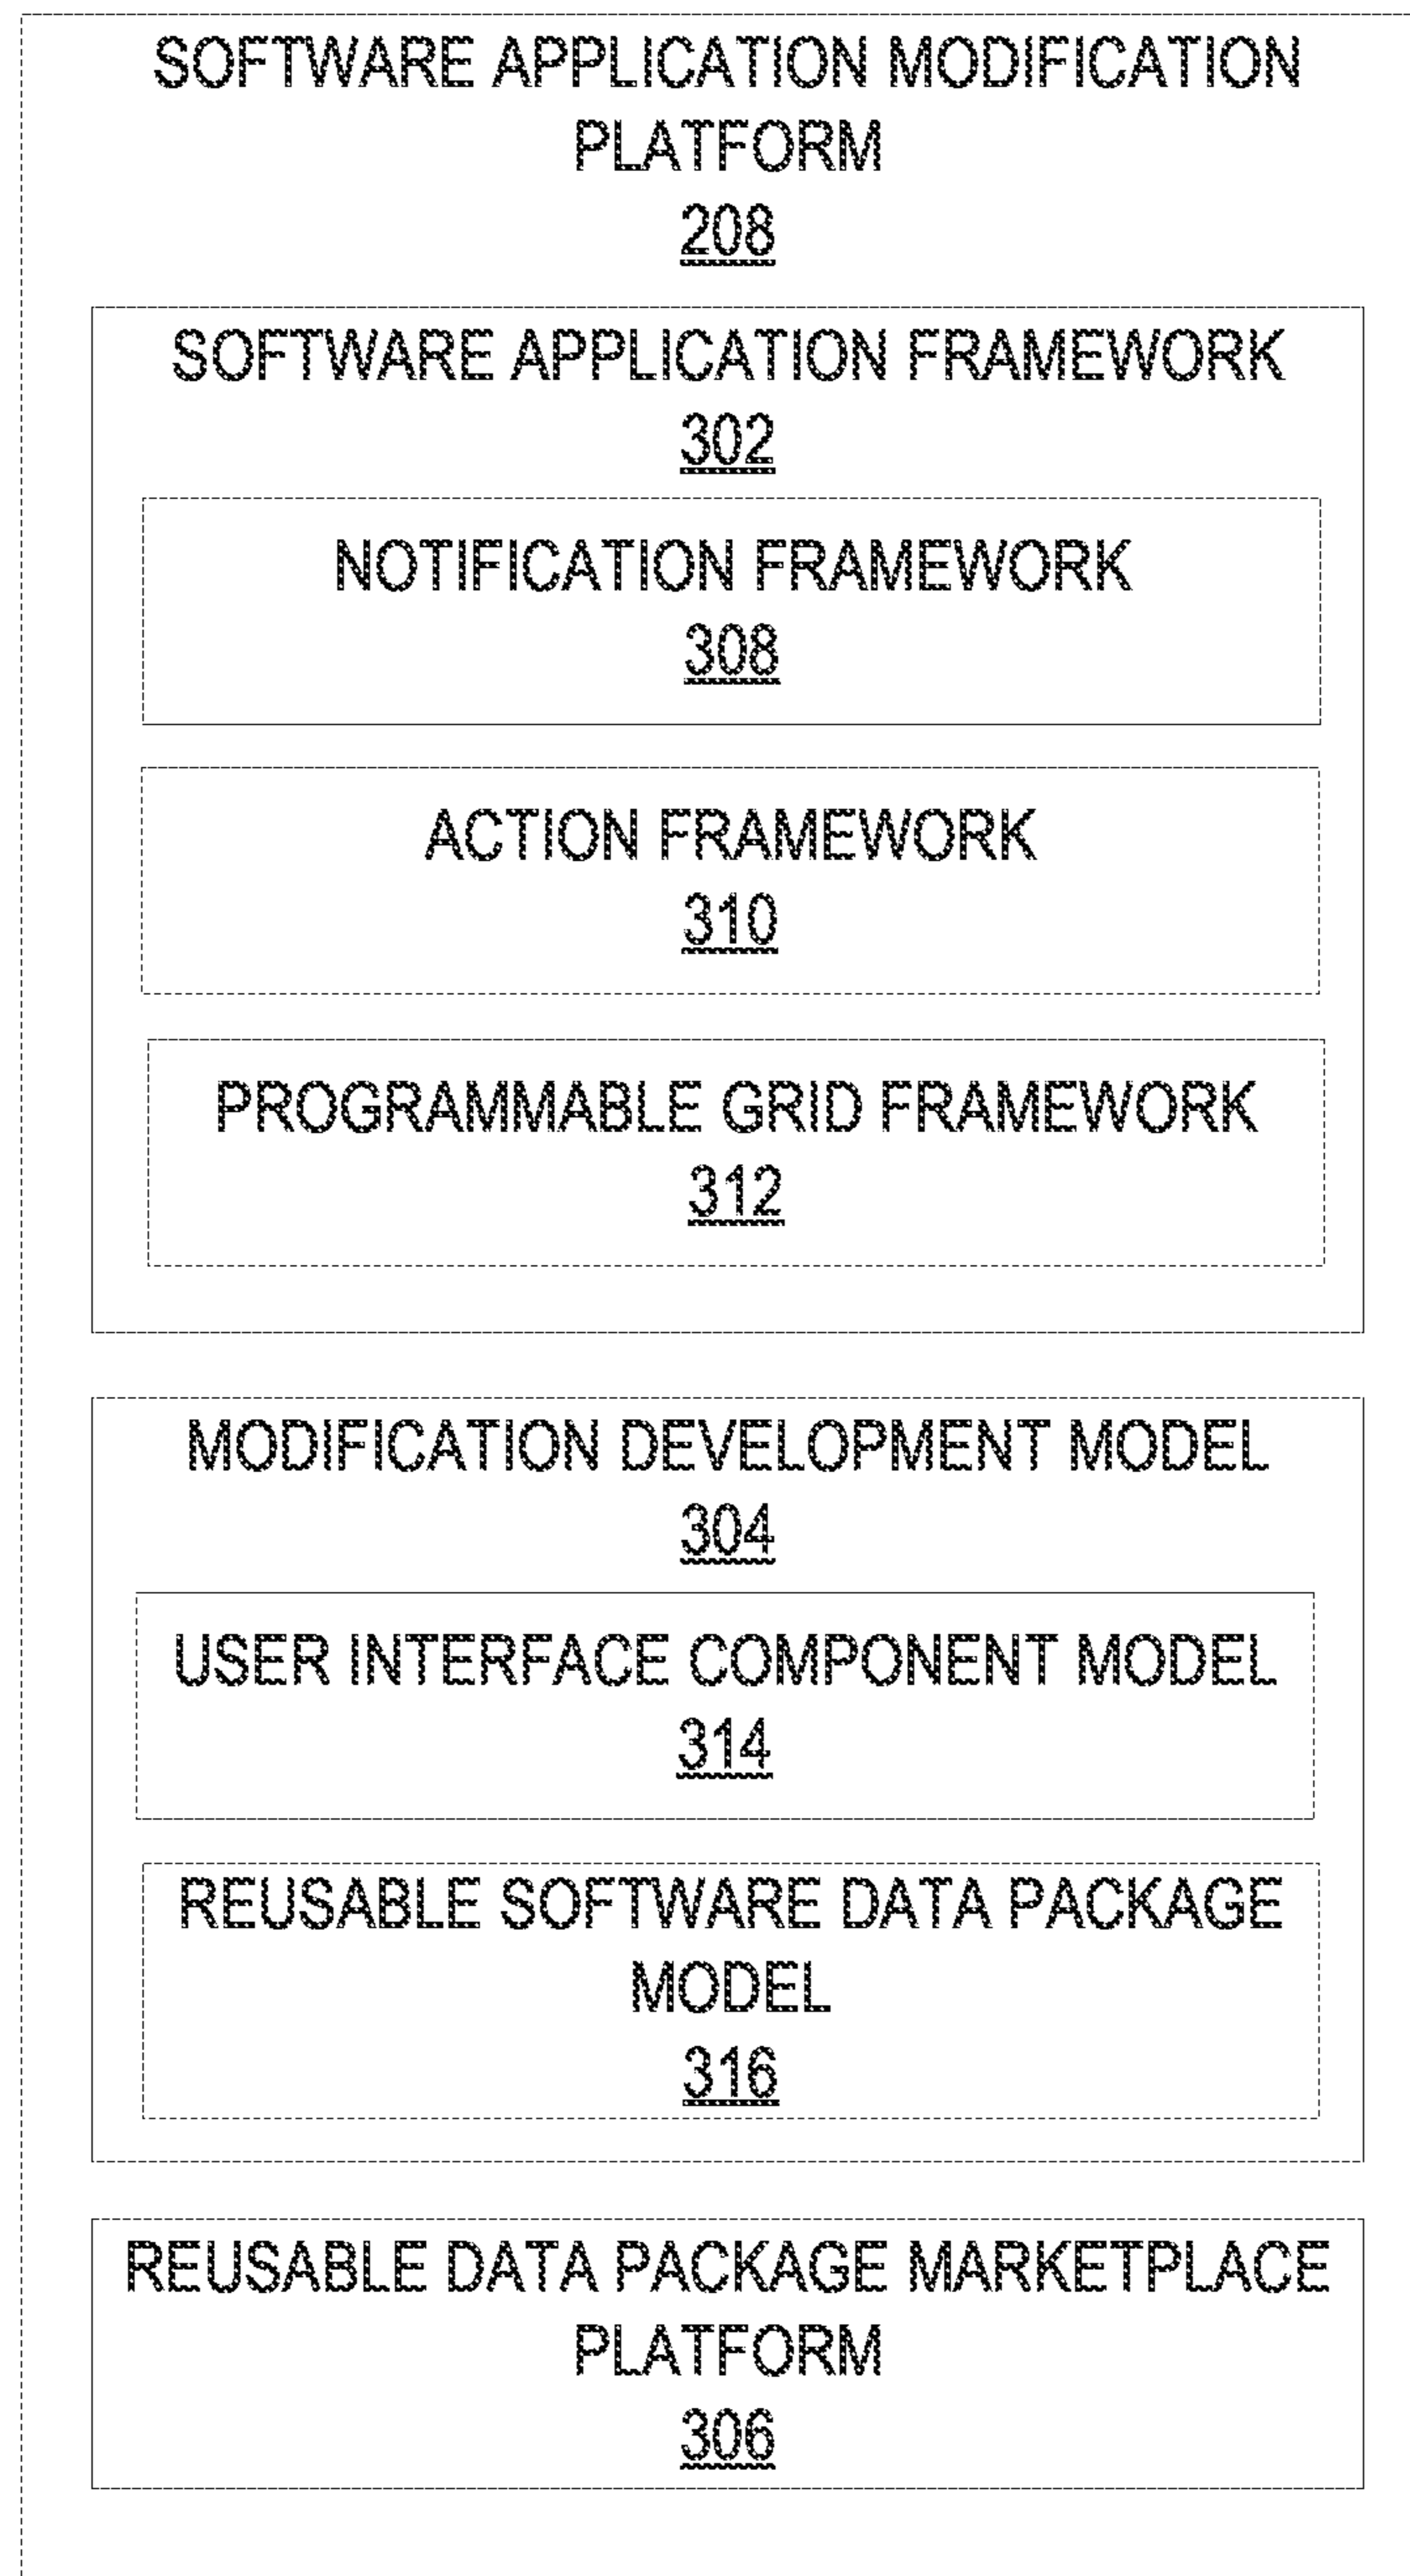 SOFTWARE APPLICATION MODIFICATION
PLATFORM
208
SOFTWARE APPLICATION FRAMEWORK
302
NOTIFICATION FRAMEWORK
308
ACTION FRAMEWORK
310
PROGRAMMABLE GRID FRAMEWORK
312
MODIFICATION DEVELOPMENT MODEL
304
USER INTERFACE COMPONENT MODEL
314
REUSABLE SOFTWARE DATA PACKAGE
MODEL
316
REUSABLE DATA PACKAGE MARKETPLACE
PLATFORM
306